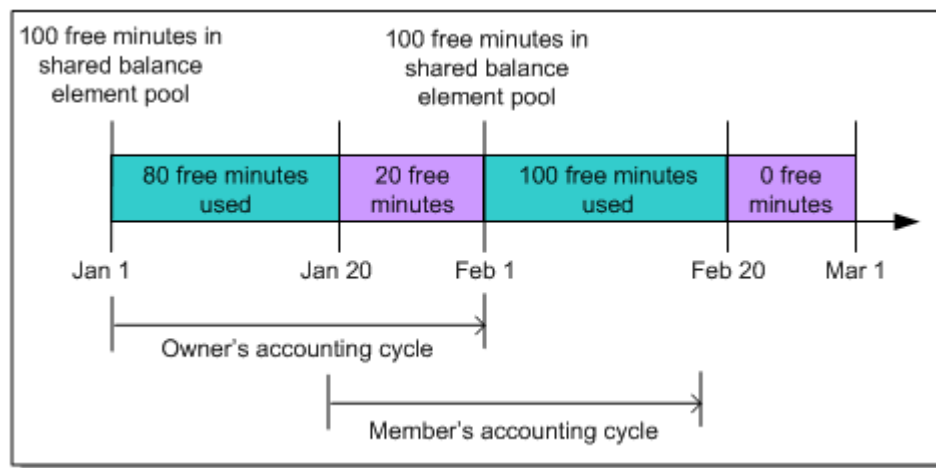 100 free minutes in
shared balance
element pool
100 free minutes in
shared balance
element pool
80 free minutes
used
20 free
minutes
100 free minutes
used
0 free
minutes
Jan 1
Jan 20
Feb 1
Feb 20
Mar 1
Owner's accounting cycle
Member's accounting cycle